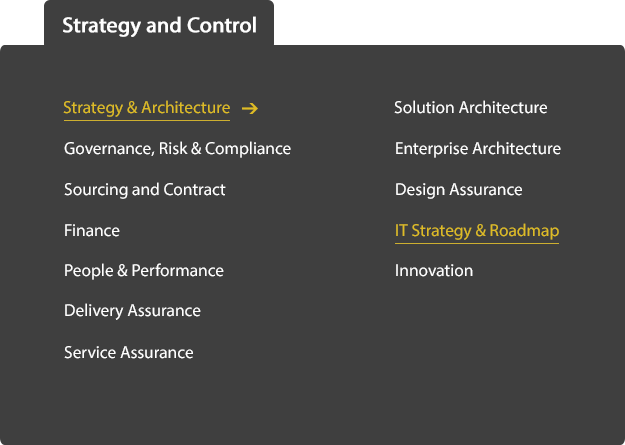 Strategy and Control
Strategy & Architecture
Governance, Risk & Compliance
Sourcing and Contract
Finance
People & Performance
Delivery Assurance
Service Assurance
Solution Architecture
Enterprise Architecture
Design Assurance
IT Strategy & Roadmap
Innovation